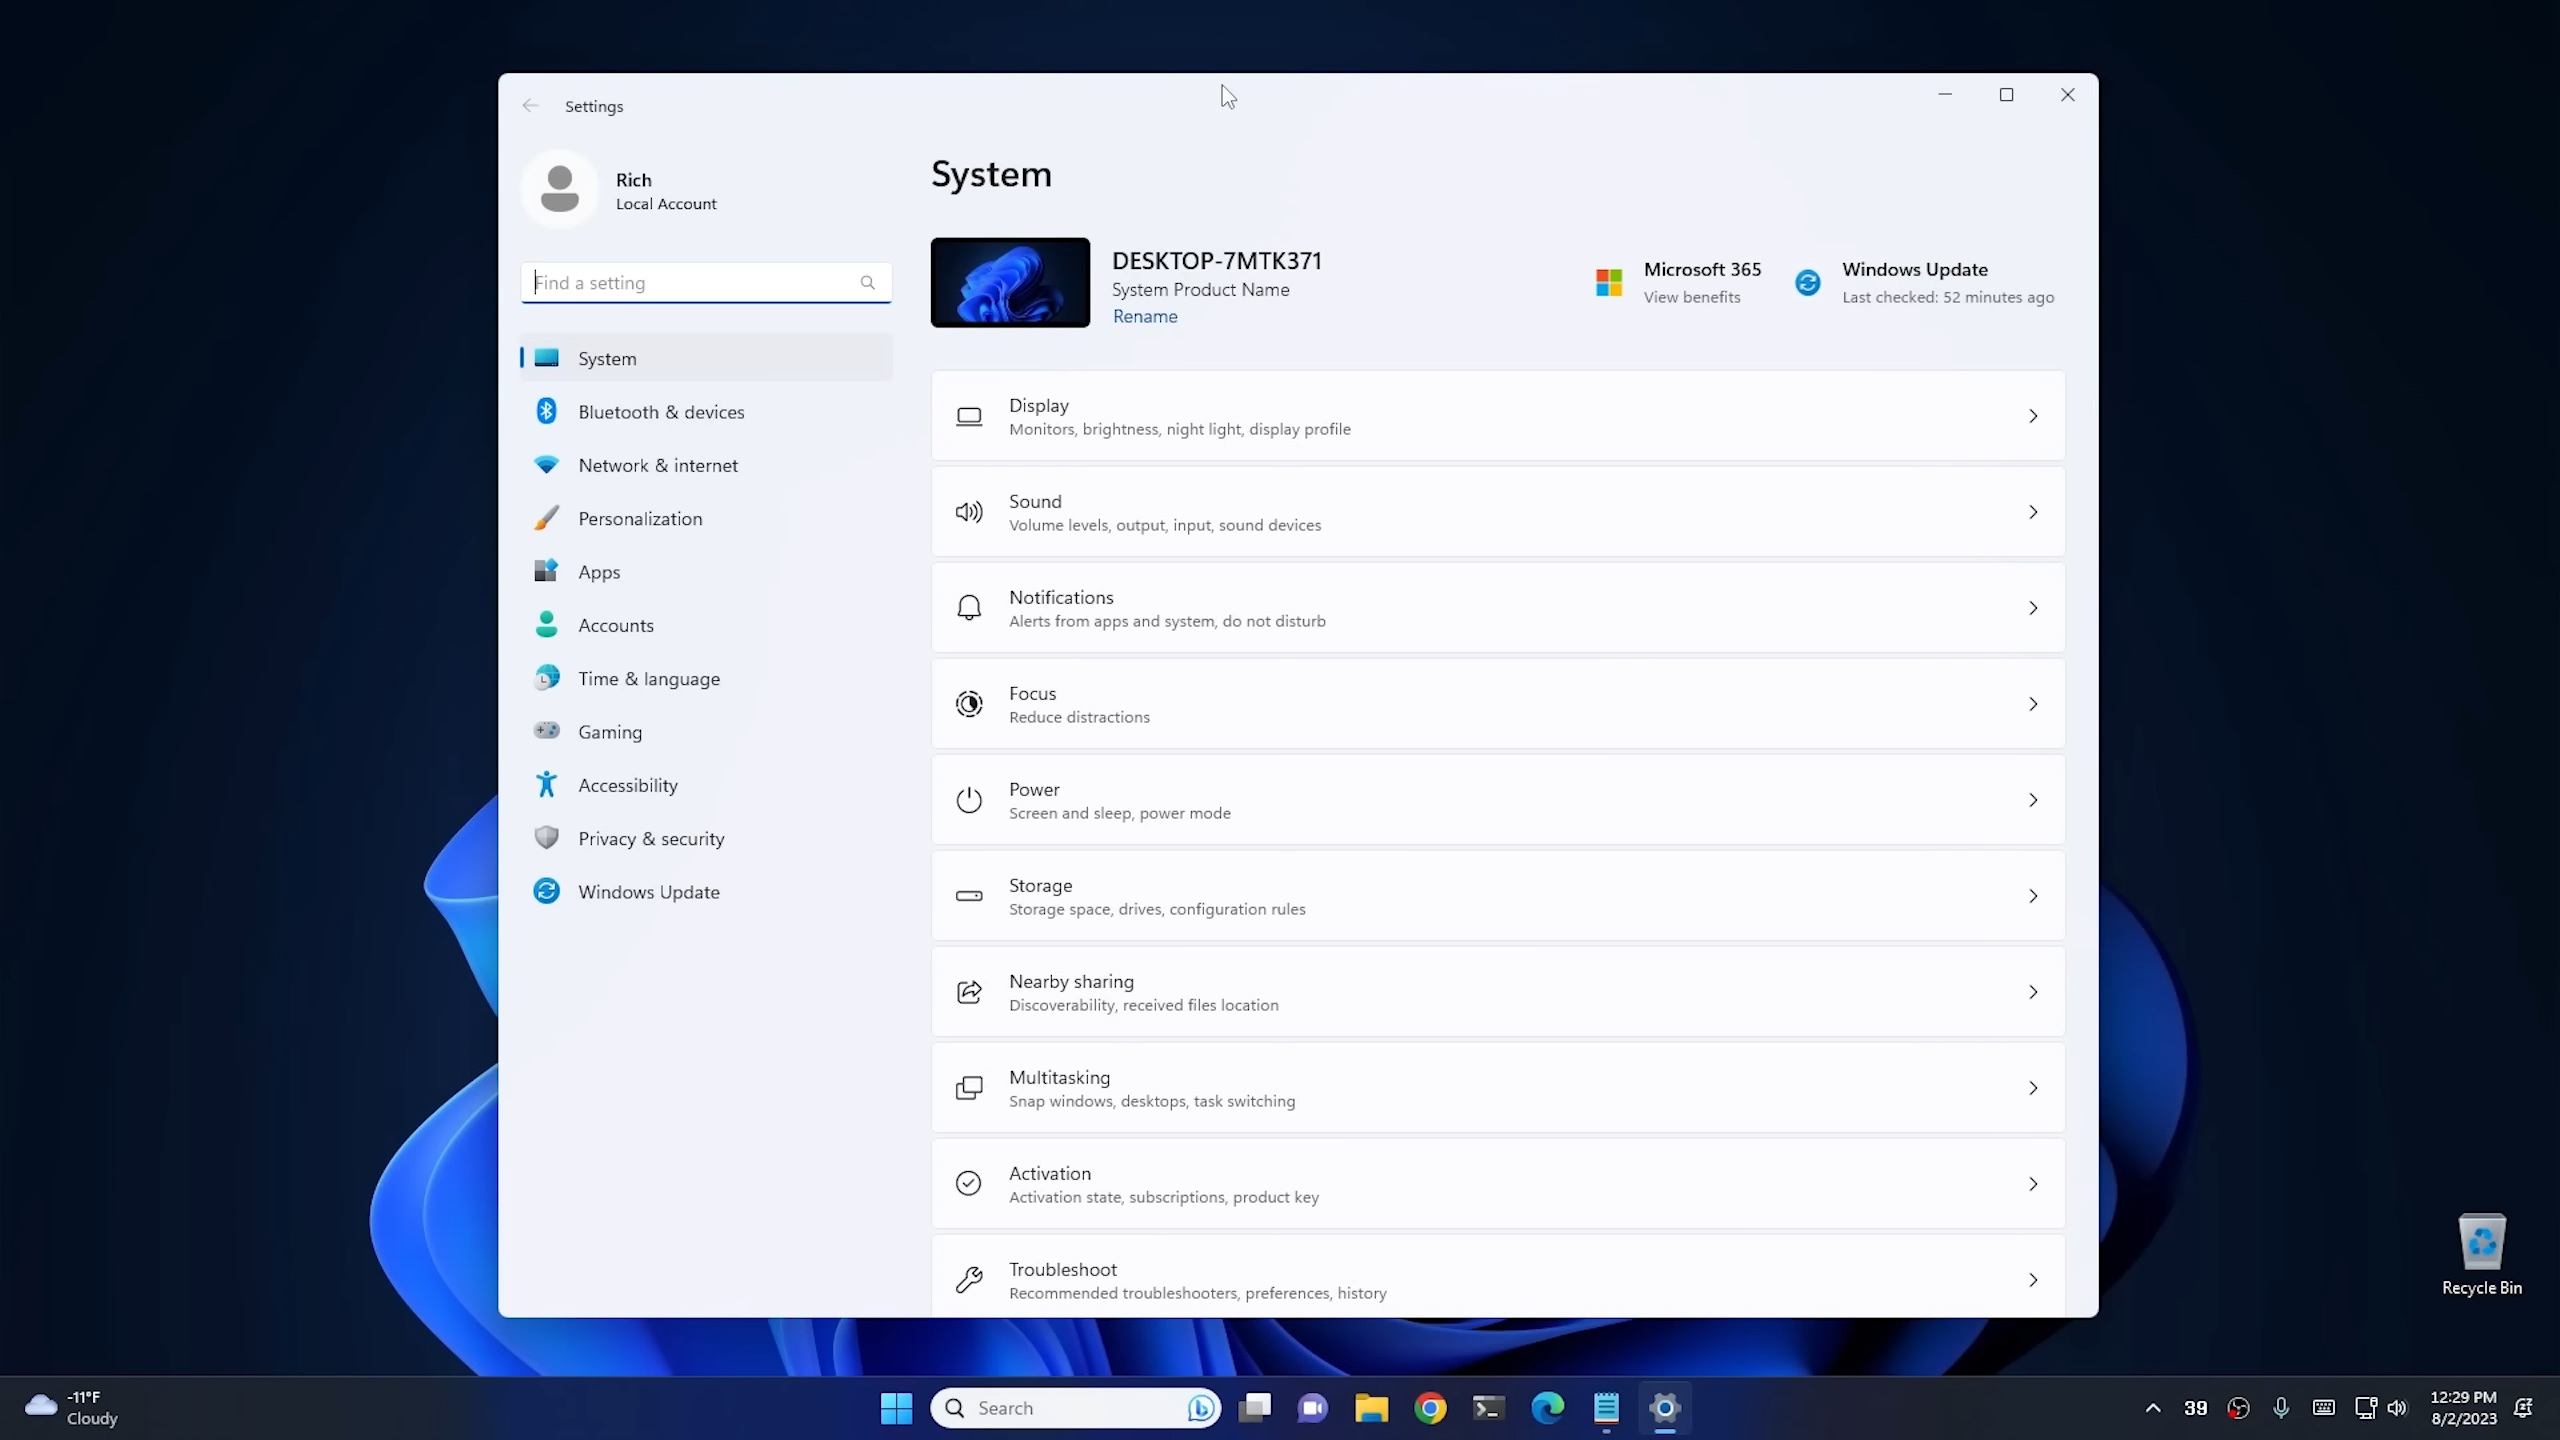 Settings
Rich
Local Account
Find a setting
System
Bluetooth & devices
Network & internet
Personalization
Apps
Accounts
Time & language
Gaming
Accessibility
Privacy & security
Windows Update
System
DESKTOP-7MTK371
System Product Name
Rename
Microsoft 365
View benefits
Windows Update
Last checked: 52 minutes ago
Display
Monitors, brightness, night light, display profile
Sound
Volume levels, output, input, sound devices
Notifications
Alerts from apps and system, do not disturb
Focus
Reduce distractions
Power
Screen and sleep, power mode
Storage
Storage space, drives, configuration rules
Nearby sharing
Discoverability, received files location
Multitasking
Snap windows, desktops, task switching
Activation
Activation state, subscriptions, product key
Troubleshoot
Recommended troubleshooters, preferences, history
Recycle Bin
-11°F
Cloudy
Search
39
12:29 PM
8/2/2023